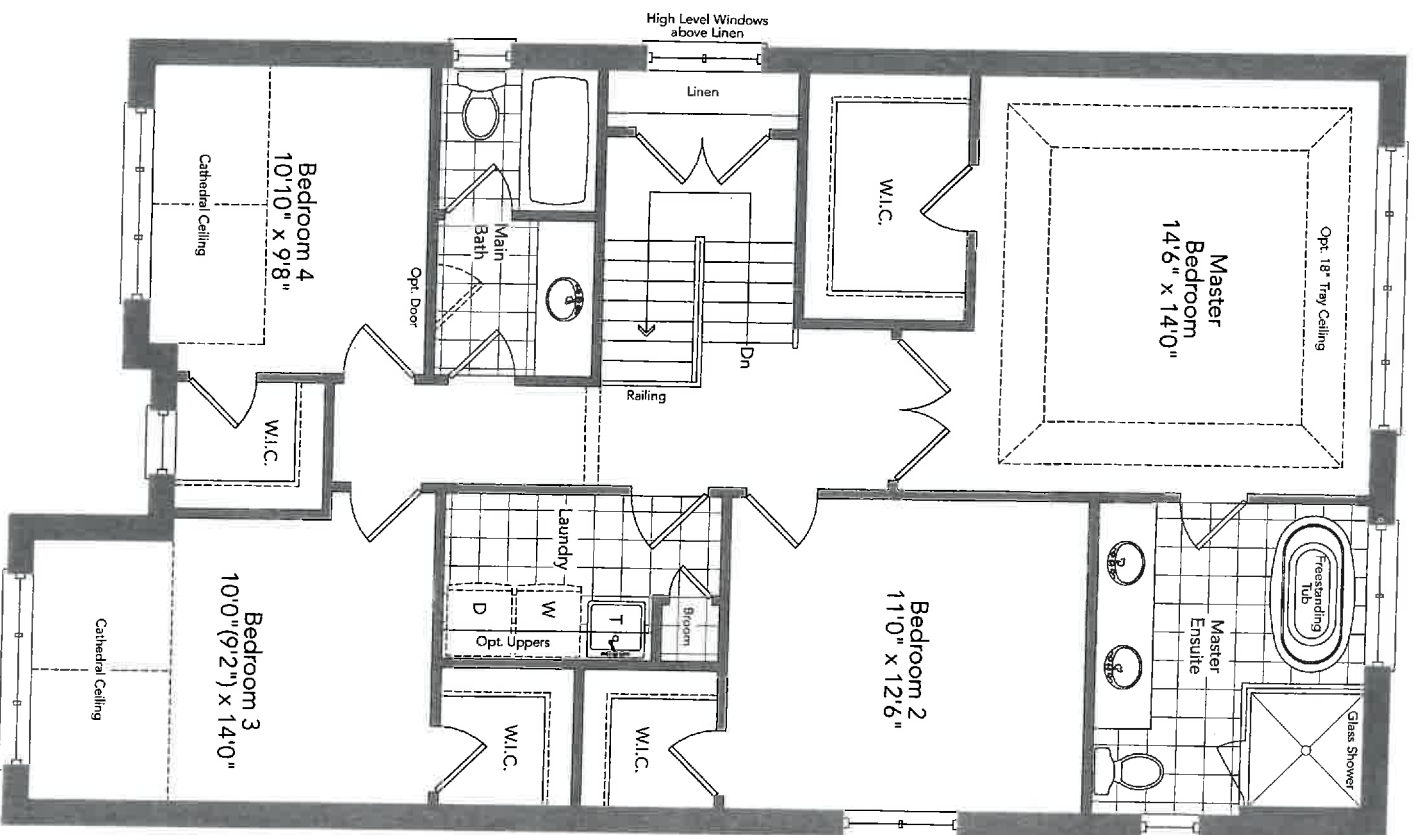 High Level Windows
above Linen
Linen
W.I.C.
Opt. 18" Tray Ceiling
Master
Bedroom
14'6" x 14'0"
Cathedral Ceiling
Bedroom 4
10'10" x 9'8"
Opt. Door
Main
Bath
Dn
Railing
W.I.C.
Laundry
W
D
T
Opt. Uppers
Broom
Bedroom 2
11'0" x 12'6"
Freestanding
Tub
Master
Ensuite
Glass Shower
Cathedral Ceiling
Bedroom 3
10'0"(9'2") x 14'0"
W.I.C.
W.I.C.